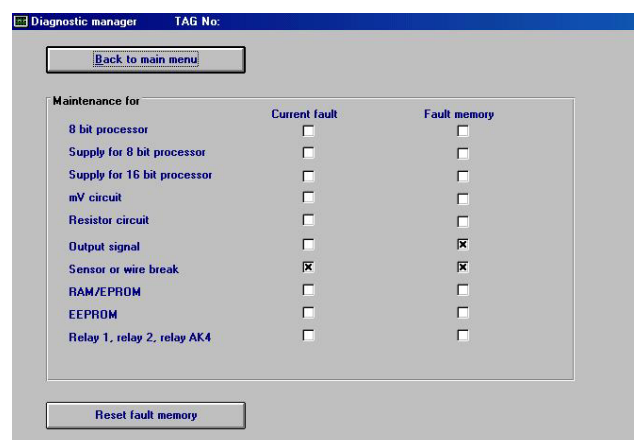 Diagnostic manager TAG No:
Back to main menu
Maintenance for
Current fault Fault memory
8 bit processor
Supply for 8 bit processor
Supply for 16 bit processor
mV circuit
Resistor circuit
Output signal
Sensor or wire break
RAM/EPROM
EEPROM
Relay 1, relay 2, relay AK4
Reset fault memory